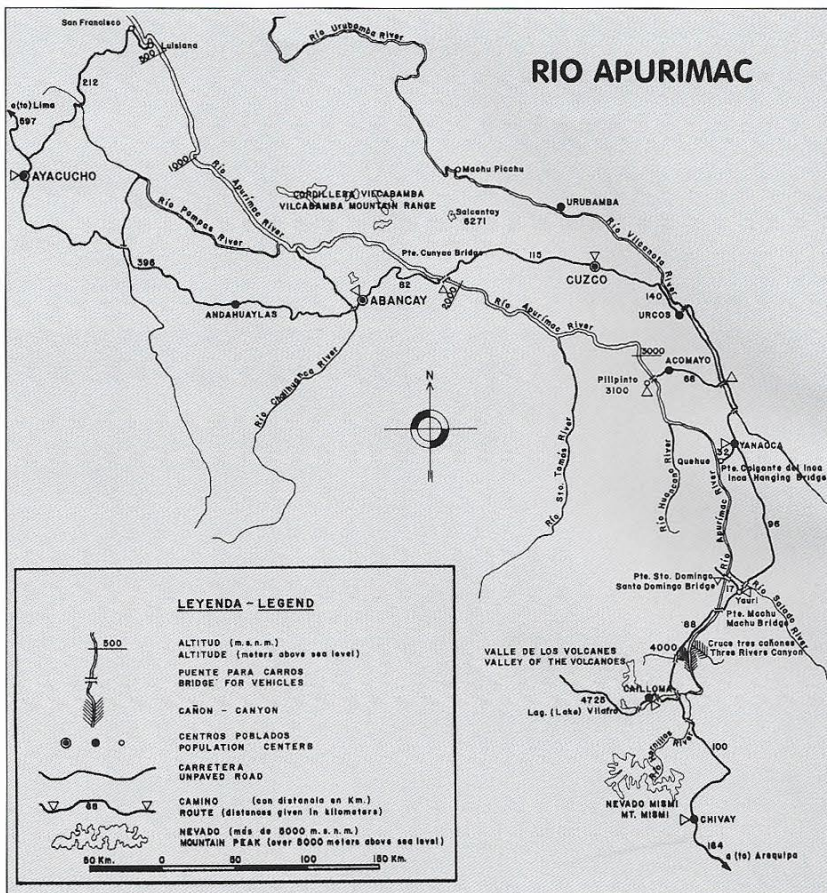 RIO APURIMAC
San Francisco
Luisiana
500
212
a(to) Lima
597
AYACUCHO
1000
Río Urubamba River
Machu Picchu
URUBAMBA
Río Apurímac River
CORDILLERA VILCABAMBA
VILCABAMBA MOUNTAIN RANGE
Salcantay
6271
Río Pampas River
Río Vilcanota River
Pte. Cunyac Bridge
115
CUZCO
396
82
ABANCAY
2000
140
URCOS
ANDAHUAYLAS
Río Apurímac River
3000
ACOMAYO
66
Pilipinto
3100
N
Río Chalhuanca River
Río Sto. Tomás River
YANAOCA
Quehue
Pte. Colgante del Inca
Inca Hanging Bridge
Río Apurímac River
96
Pte. Sto. Domingo
Santo Domingo Bridge
17
Yauri
Río Salado River
Pte. Machu
Machu Bridge
88
Cruce tres cañones
Three Rivers Canyon
4000
VALLE DE LOS VOLCANES
VALLEY OF THE VOLCANOES
CAILLOMA
4725
Lag. (Lake) Vilafro
100
Río Hornillos River
NEVADO MISMI
MT. MISMI
CHIVAY
184
a (to) Arequipa
LEYENDA ~ LEGEND
500
ALTITUD (m.s.n.m.)
ALTITUDE (meters above sea level)
PUENTE PARA CARROS
BRIDGE FOR VEHICLES
CAÑON - CANYON
CENTROS POBLADOS
POPULATION CENTERS
CARRETERA
UNPAVED ROAD
68
CAMINO (con distancia en Km.)
ROUTE (distances given in kilometers)
NEVADO (más de 5000 m.s.n.m.)
MOUNTAIN PEAK (over 5000 meters above sea level)
50 Km. 0 50 100 150 Km.